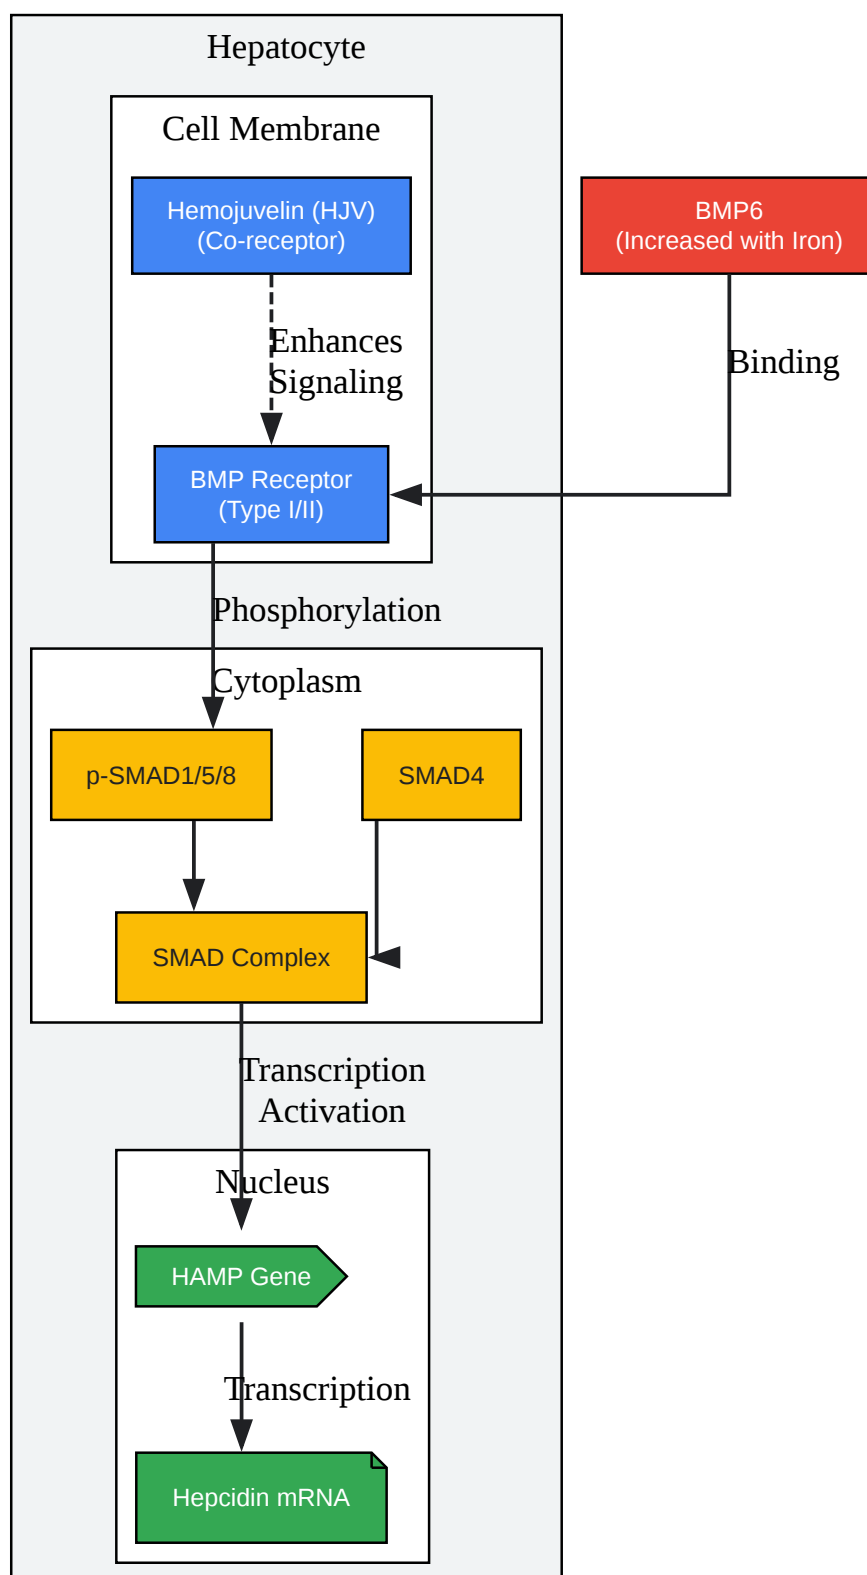 Hepatocyte
Cell Membrane
Hemojuvelin (HJV)
(Co-receptor)
BMP6
(Increased with Iron)
Enhances
Signaling
Binding
BMP Receptor
(Type I/II)
Phosphorylation
Cytoplasm
p-SMAD1/5/8
SMAD4
SMAD Complex
Transcription
Activation
Nucleus
HAMP Gene
Transcription
Hepcidin mRNA